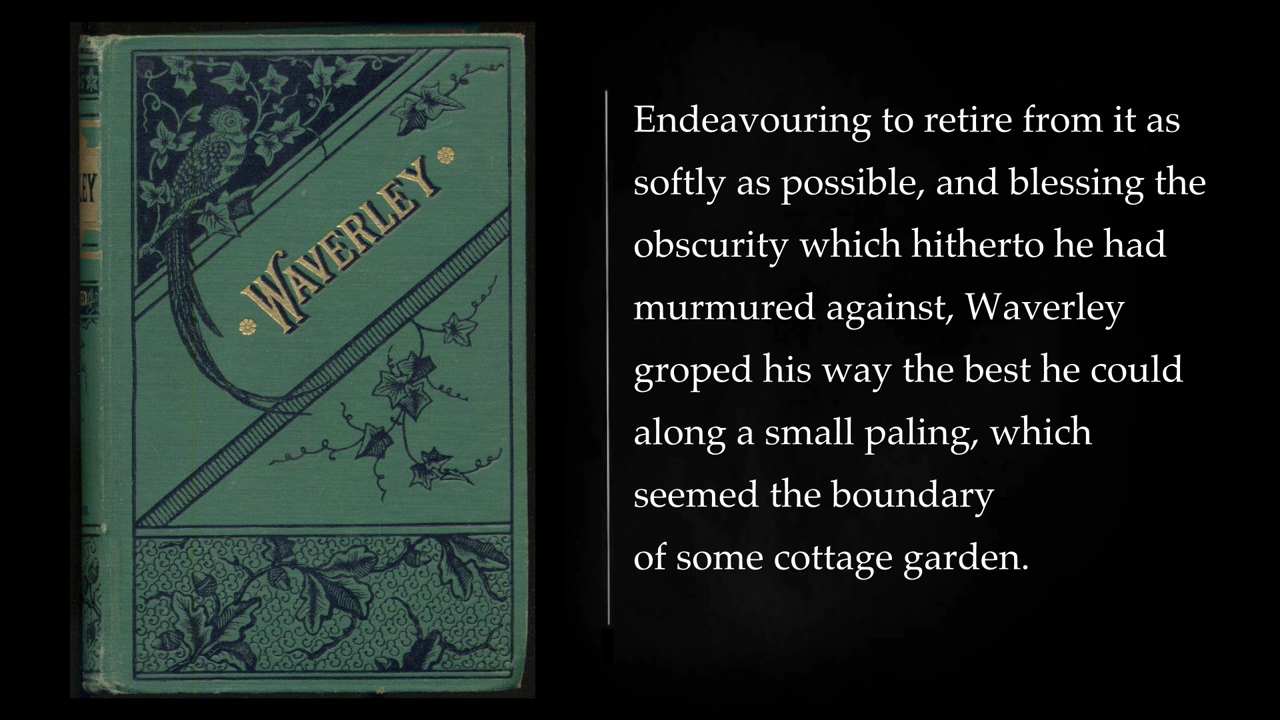 WAVERLEY
EY
Endeavouring to retire from it as
softly as possible, and blessing the
obscurity which hitherto he had
murmured against, Waverley
groped his way the best he could
along a small paling, which
seemed the boundary
of some cottage garden.